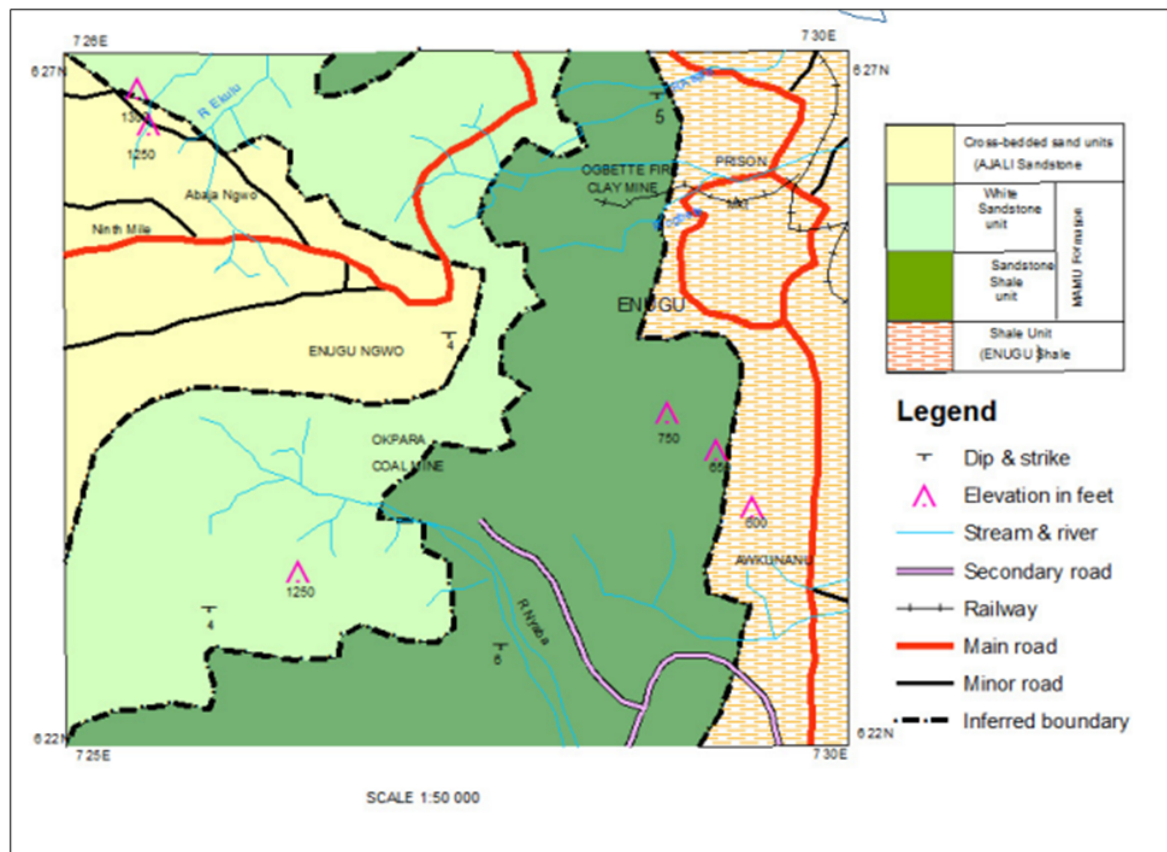 7 26E
7 30E
6 27N
6 27N
R Ekulu
1250
Abaja Ngwo
Ninth Mile
5
PRISON
OGBETTE FIRE
CLAY MINE
ENUGU
ENUGU NGWO
4
OKPARA
COAL MINE
750
650
600
AWKUNANU
1250
4
R Nyaba
6
6 22N
6 22N
7 25E
7 30E
SCALE 1:50 000
Cross-bedded sand units
(AJALI Sandstone
White
Sandstone
unit
Sandstone
Shale
unit
MAMU Formation
Shale Unit
(ENUGU Shale
Legend
Dip & strike
Elevation in feet
Stream & river
Secondary road
Railway
Main road
Minor road
Inferred boundary